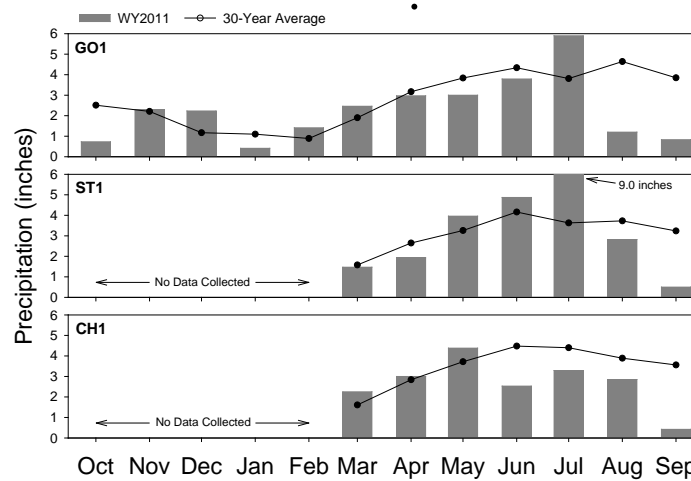 WY2011 30-Year Average
GO1
6
5
4
3
2
1
0
ST1
6
5
4
3
2
1
0
9.0 inches
No Data Collected
CH1
6
5
4
3
2
1
0
No Data Collected
Precipitation (inches)
Oct Nov Dec Jan Feb Mar Apr May Jun Jul Aug Sep